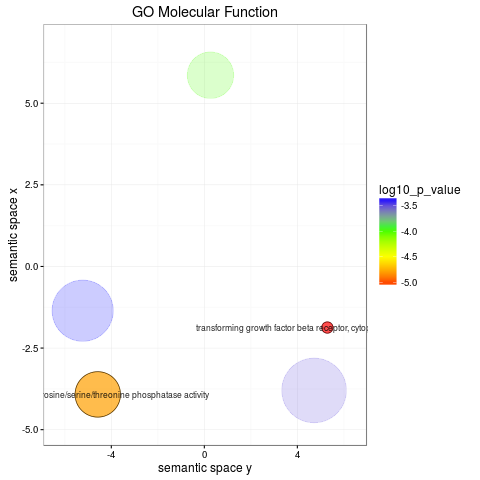 GO Molecular Function
5.0
2.5
0.0
-2.5
-5.0
semantic space x
transforming growth factor beta receptor, cyto
osine/serine/threonine phosphatase activity
-4
0
4
semantic space y
log10_p_value
-3.5
-4.0
-4.5
-5.0